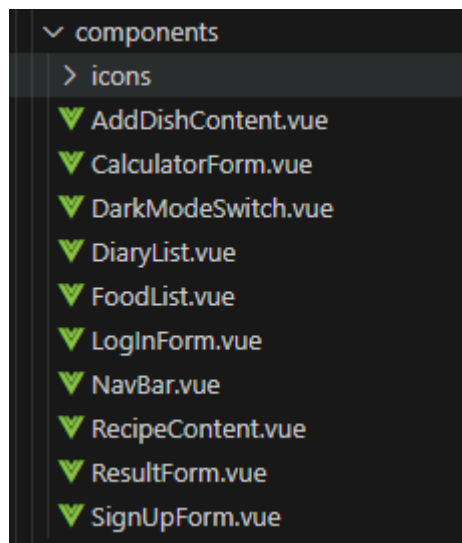 components
icons
AddDishContent.vue
CalculatorForm.vue
DarkModeSwitch.vue
DiaryList.vue
FoodList.vue
LogInForm.vue
NavBar.vue
RecipeContent.vue
ResultForm.vue
SignUpForm.vue